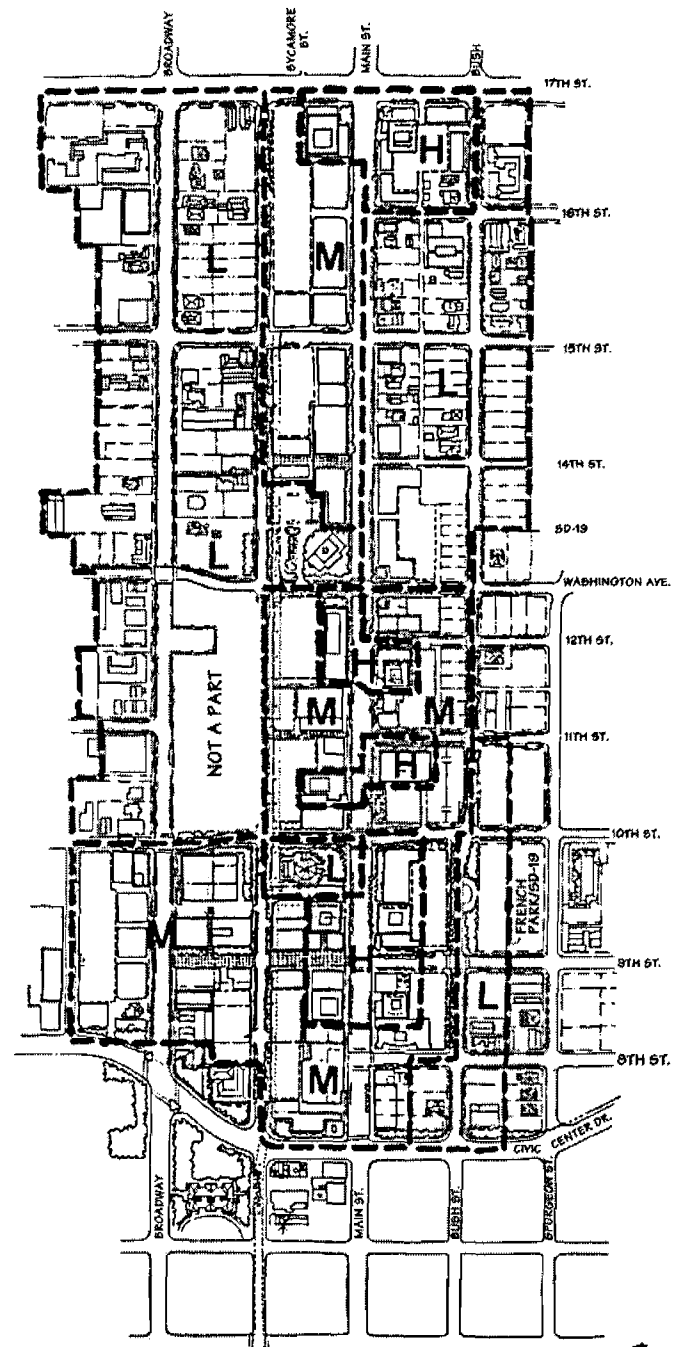 BROADWAY
SYCAMORE
ST.
MAIN ST.
BUSH
17TH ST.
H
16TH ST.
L
M
15TH ST.
L
14TH ST.
SD-19
L
WASHINGTON AVE.
12TH ST.
NOT A PART
M
M
11TH ST.
H
10TH ST.
L
FRENCH
PARK/SD-19
M
9TH ST.
L
8TH ST.
M
CIVIC CENTER DR.
BROADWAY
MAIN ST.
BUSH ST.
SPURGEON ST.